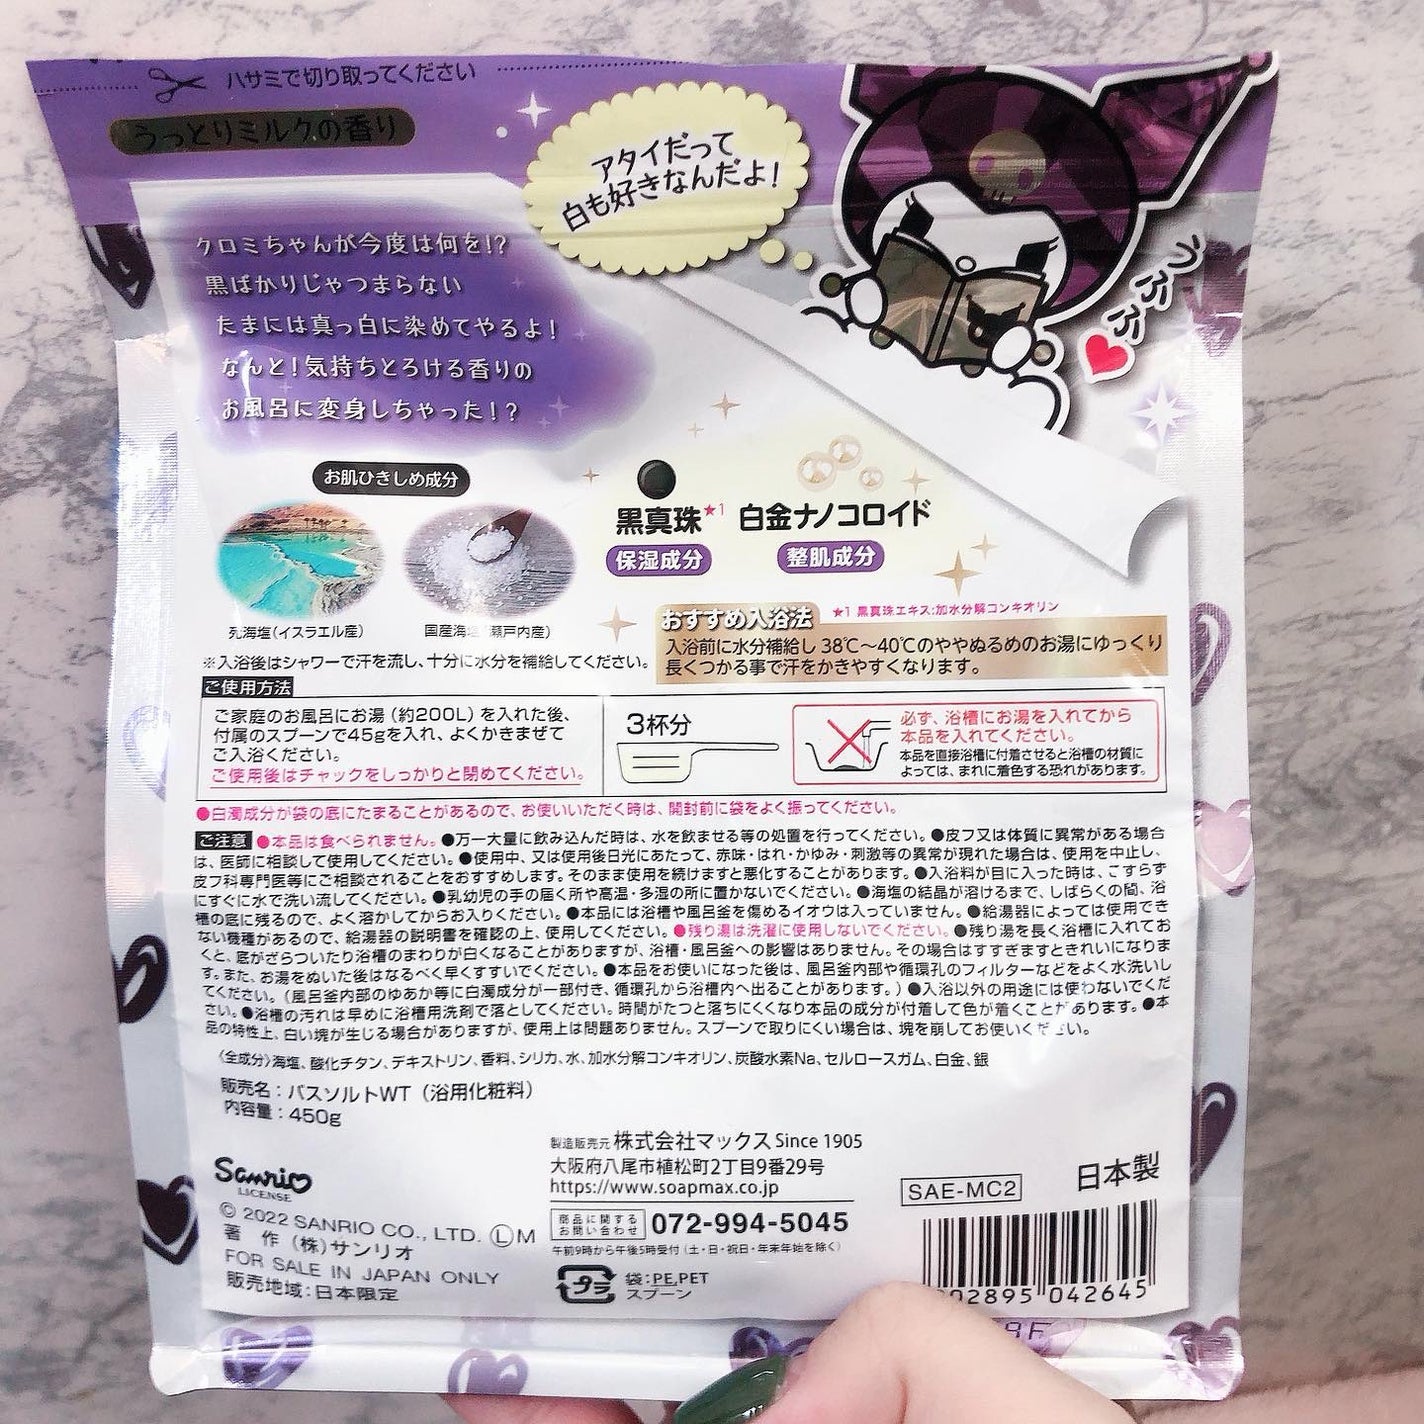 ハサミで切り取ってください
うっとりミルクの香り
アタイだって
白も好きなんだよ!
うふふ
クロミちゃんが今度は何を!?
黒ばかりじゃつまらない
たまには真っ白に染めてやるよ!
なんと!気持ちとろける香りの
お風呂に変身しちゃった!?
お肌ひきしめ成分
死海塩(イスラエル産)
国産海塩(瀬戸内産)
黒真珠★1
保湿成分
白金ナノコロイド
整肌成分
★1 黒真珠エキス:加水分解コンキオリン
※入浴後はシャワーで汗を流し、十分に水分を補給してください。
おすすめ入浴法
入浴前に水分補給し 38℃〜40℃のややぬるめのお湯にゆっくり
長くつかる事で汗をかきやすくなります。
ご使用方法
ご家庭のお風呂にお湯(約200L)を入れた後、
付属のスプーンで45gを入れ、よくかきまぜて
ご入浴ください。
ご使用後はチャックをしっかりと閉めてください。
3杯分
必ず、浴槽にお湯を入れてから
本品を入れてください。
本品を直接浴槽に付着させると浴槽の材質に
よっては、まれに着色する恐れがあります。
●白濁成分が袋の底にたまることがあるので、お使いいただく時は、開封前に袋をよく振ってください。
ご注意 ●本品は食べられません。●万一大量に飲み込んだ時は、水を飲ませる等の処置を行ってください。●皮フ又は体質に異常がある場合
は、医師に相談して使用してください。●使用中、又は使用後日光にあたって、赤味・はれ・かゆみ・刺激等の異常が現れた場合は、使用を中止し、
皮フ科専門医等にご相談されることをおすすめします。そのまま使用を続けますと悪化することがあります。●入浴料が目に入った時は、こすらず
にすぐに水で洗い流してください。●乳幼児の手の届く所や高温・多湿の所に置かないでください。●海塩の結晶が溶けるまで、しばらくの間、浴
槽の底に残るので、よく溶かしてからお入りください。●本品には浴槽や風呂釜を傷めるイオウは入っていません。●給湯器によっては使用でき
ない機種があるので、給湯器の説明書を確認の上、使用してください。●残り湯は洗濯に使用しないでください。●残り湯を長く浴槽に入れてお
くと、底がざらついたり浴槽のまわりが白くなることがありますが、浴槽・風呂釜への影響はありません。その場合はすすぎますときれいになりま
す。また、お湯をぬいた後はなるべく早くすすいでください。●本品をお使いになった後は、風呂釜内部や循環孔のフィルターなどをよく水洗いし
てください。(風呂釜内部のゆあか等に白濁成分が一部付き、循環孔から浴槽内へ出ることがあります。)●入浴以外の用途には使わないでくだ
さい。●浴槽の汚れは早めに浴槽用洗剤で落としてください。時間がたつと落ちにくくなり本品の成分が付着して色が着くことがあります。●本
品の特性上、白い塊が生じる場合がありますが、使用上は問題ありません。スプーンで取りにくい場合は、塊を崩してお使いください。
〈全成分〉海塩、酸化チタン、デキストリン、香料、シリカ、水、加水分解コンキオリン、炭酸水素Na、セルロースガム、白金、銀
販売名:バスソルトWT(浴用化粧料)
内容量:450g
製造販売元 株式会社マックス Since 1905
大阪府八尾市植松町2丁目9番29号
https://www.soapmax.co.jp
商品に関する
お問い合わせ
072-994-5045
午前9時から午後5時受付(土・日・祝日・年末年始を除く)
プラ
袋:PE,PET
スプーン
Sanrio
LICENSE
© 2022 SANRIO CO., LTD. Ⓛ M
著 作(株)サンリオ
FOR SALE IN JAPAN ONLY
販売地域:日本限定
SAE-MC2
日本製
02895 042645